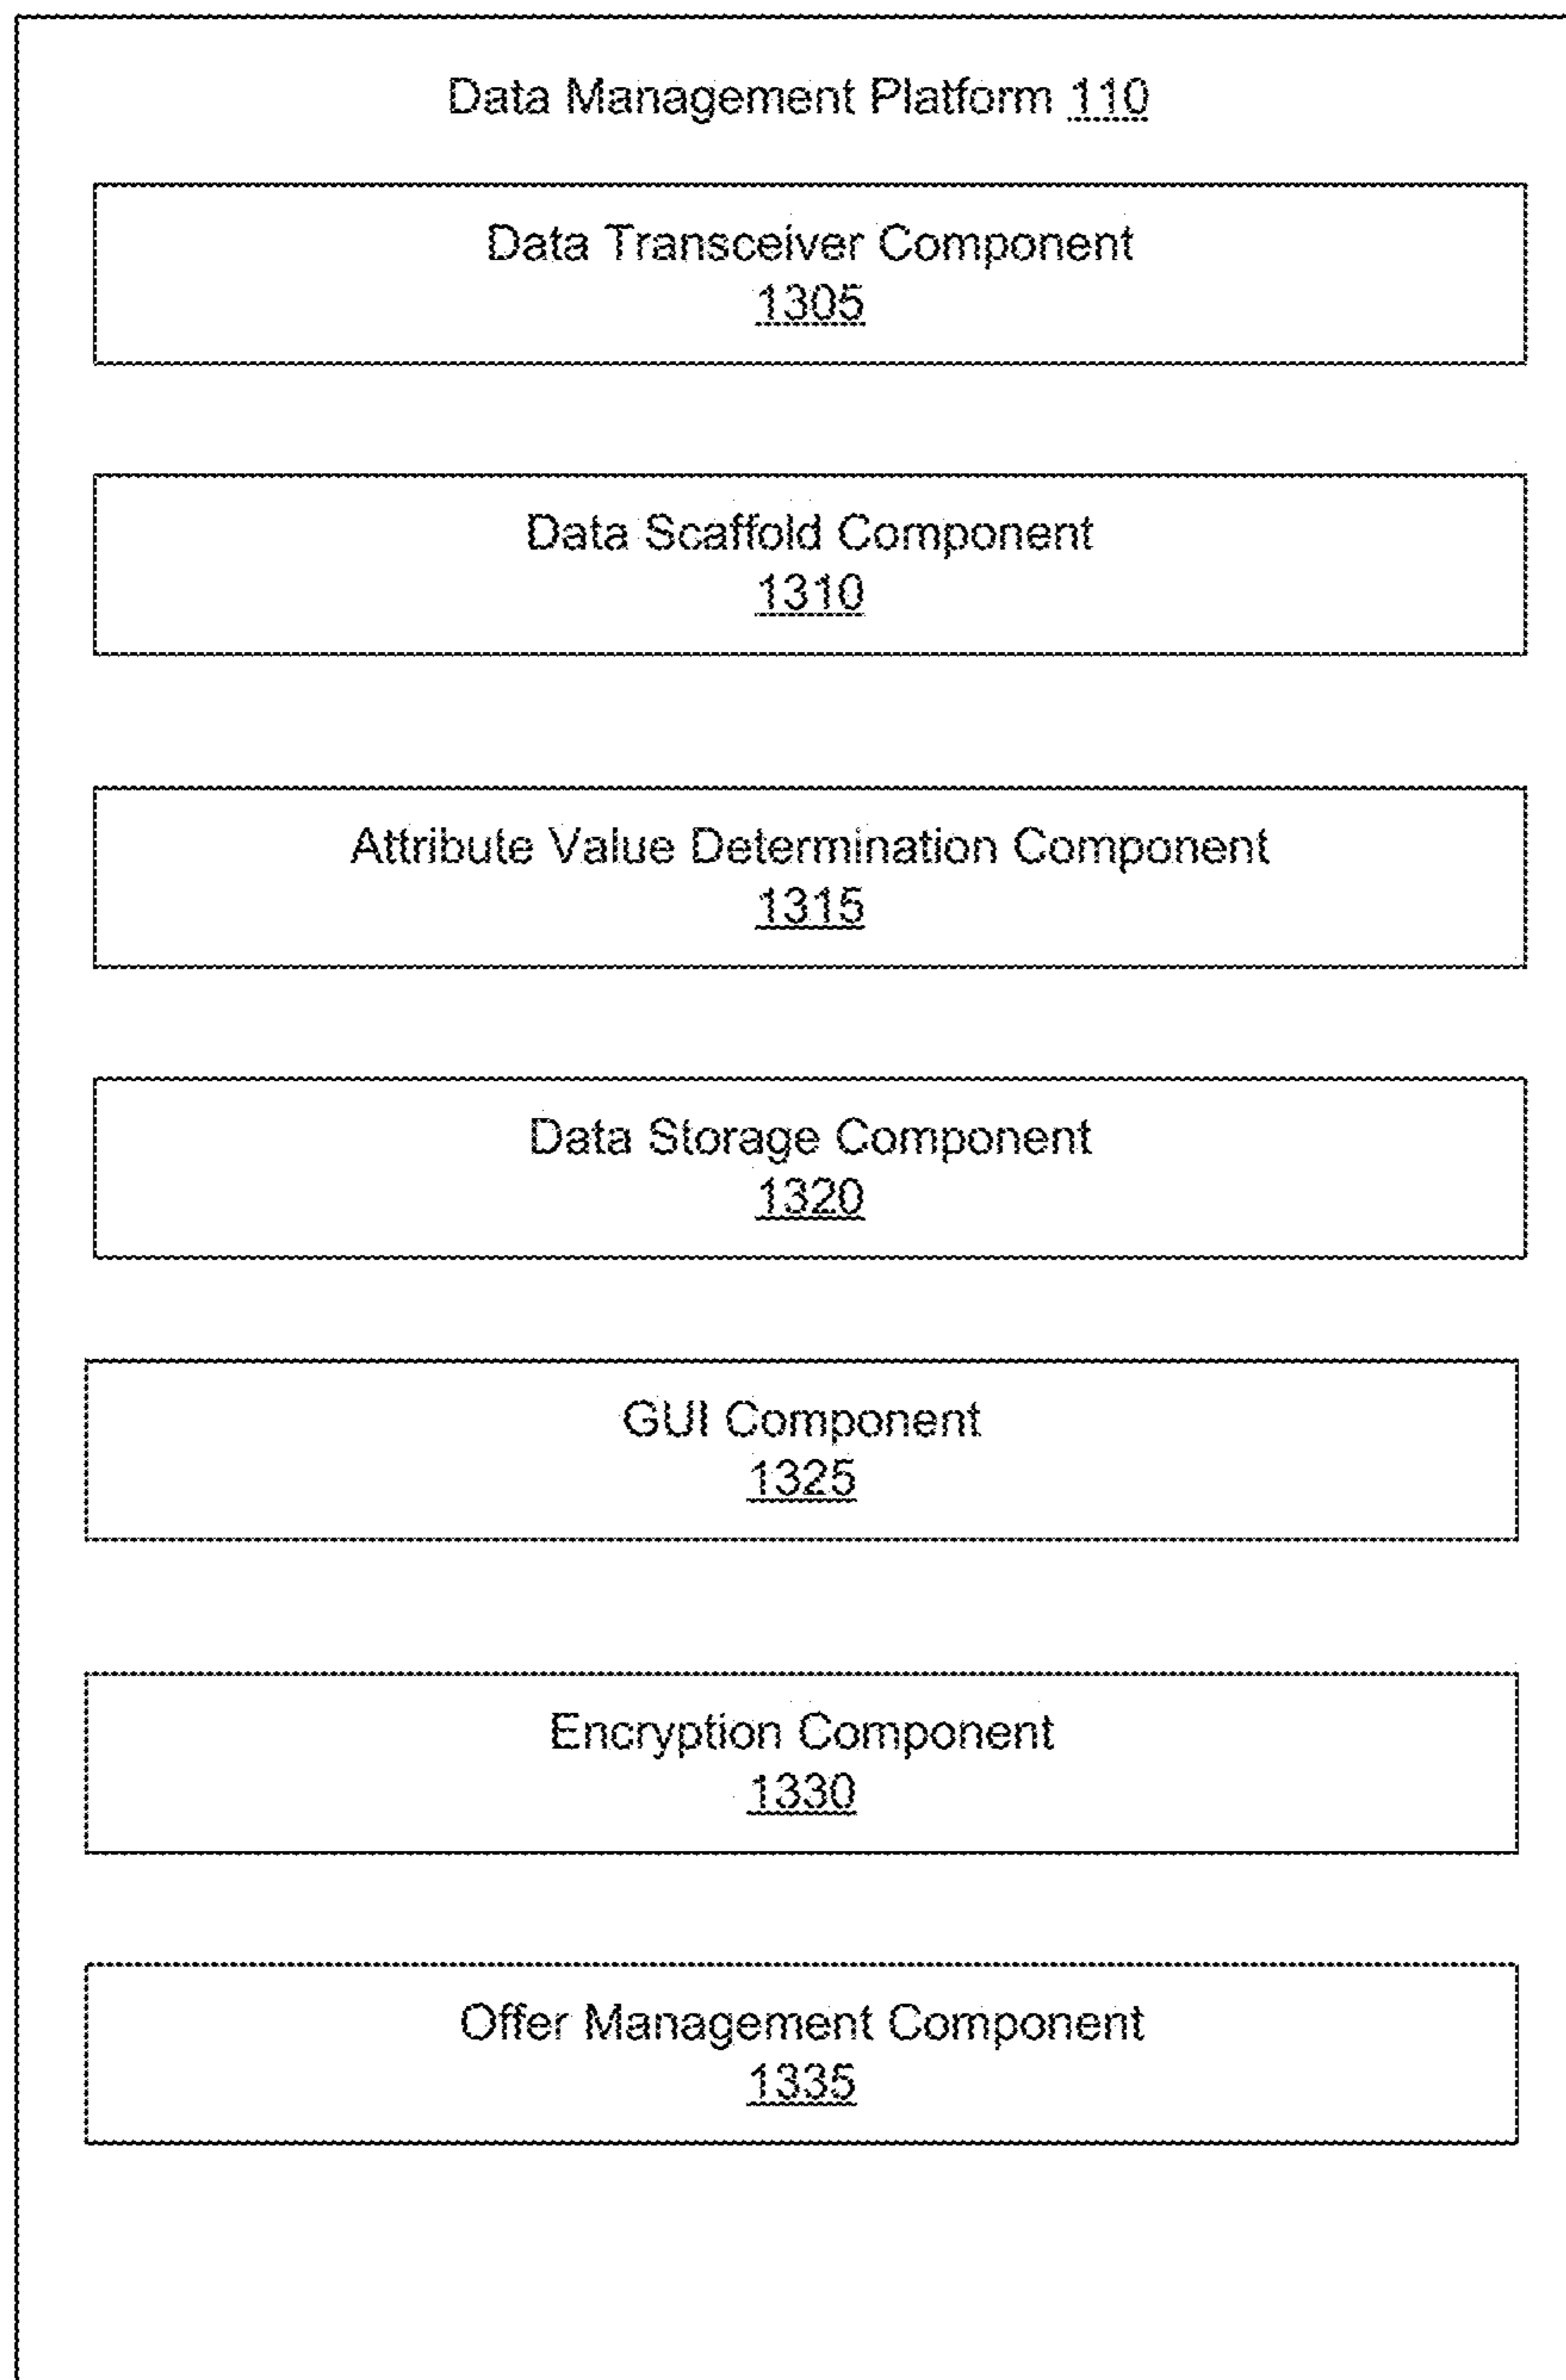 Data Management Platform 110
Data Transceiver Component
1305
Data Scaffold Component
1310
Attribute Value Determination Component
1315
Data Storage Component
1320
GUI Component
1325
Encryption Component
1330
Offer Management Component
1335